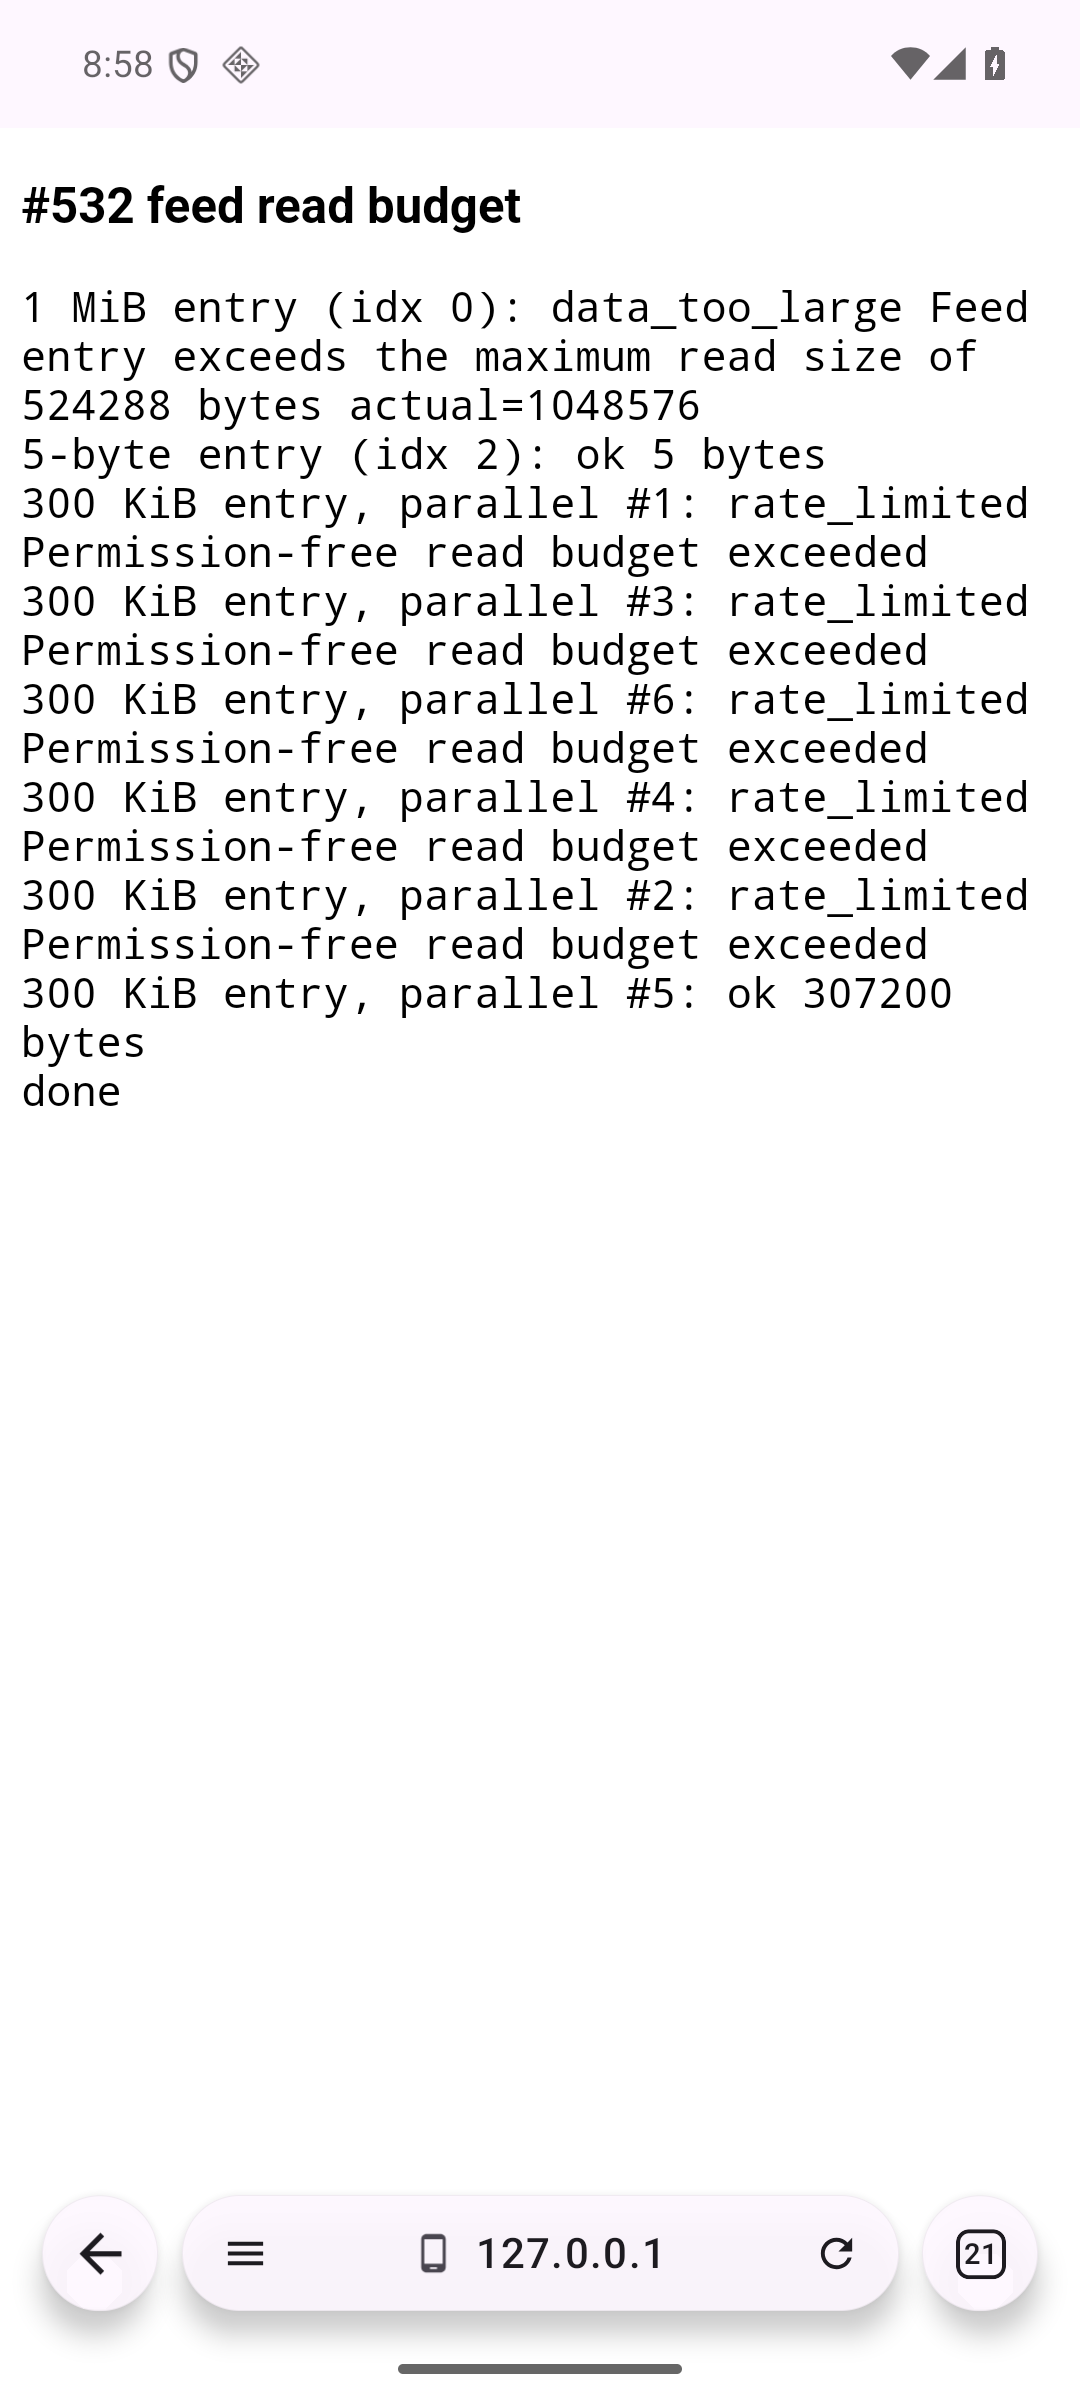 8:58
#532 feed read budget
1 MiB entry (idx 0): data_too_large Feed
entry exceeds the maximum read size of
524288 bytes actual=1048576
5-byte entry (idx 2): ok 5 bytes
300 KiB entry, parallel #1: rate_limited
Permission-free read budget exceeded
300 KiB entry, parallel #3: rate_limited
Permission-free read budget exceeded
300 KiB entry, parallel #6: rate_limited
Permission-free read budget exceeded
300 KiB entry, parallel #4: rate_limited
Permission-free read budget exceeded
300 KiB entry, parallel #2: rate_limited
Permission-free read budget exceeded
300 KiB entry, parallel #5: ok 307200
bytes
done
127.0.0.1
21